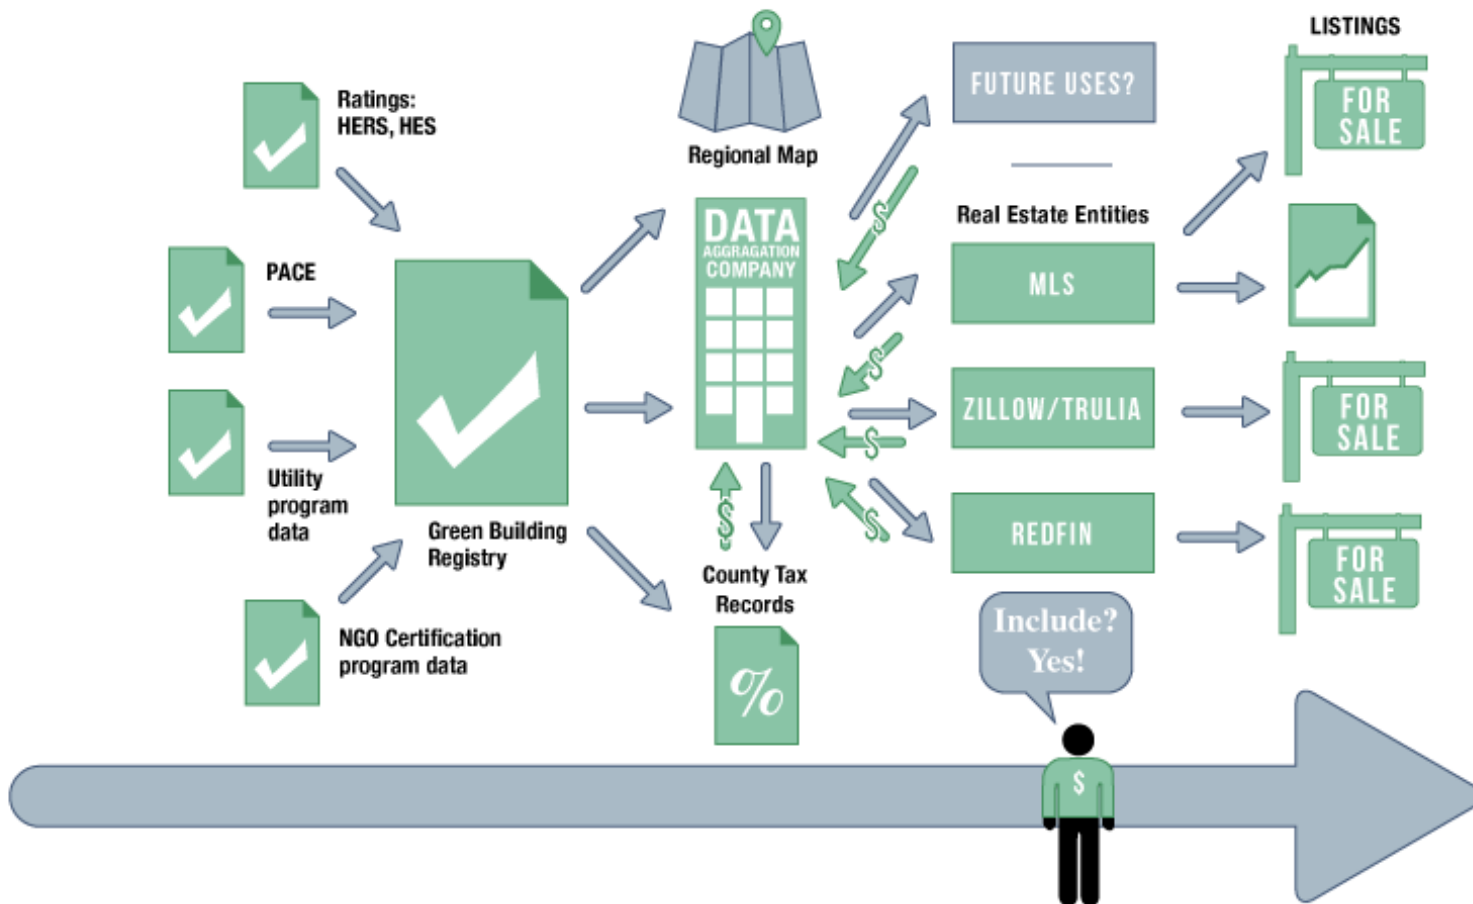 Ratings:
HERS, HES
PACE
Utility
program
data
NGO Certification
program data
Green Building
Registry
Regional Map
DATA
AGGRAGATION
COMPANY
$
$
$
$
$
County Tax
Records
%
FUTURE USES?
Real Estate Entities
MLS
ZILLOW/TRULIA
REDFIN
Include?
Yes!
$
LISTINGS
FOR
SALE
FOR
SALE
FOR
SALE